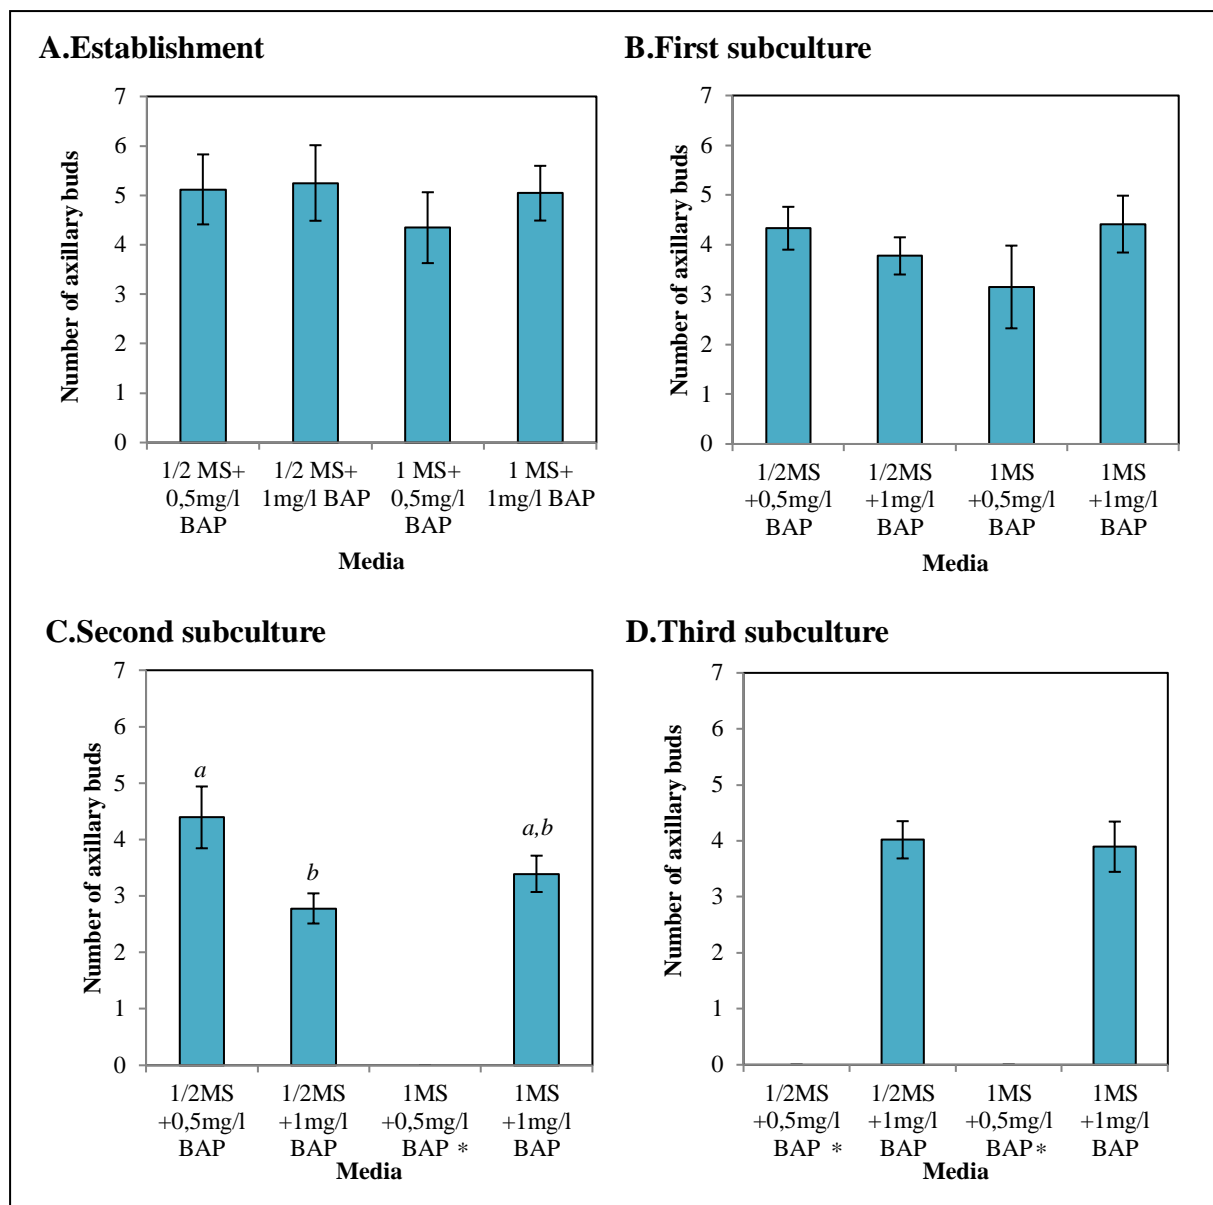 A.Establishment
Number of axillary buds
7
6
5
4
3
2
1
0
1/2 MS+ 1/2 MS+ 1 MS+ 1 MS+
0,5mg/l 1mg/l BAP 0,5mg/l 1mg/l BAP
BAP BAP
Media
B.First subculture
Number of axillary buds
7
6
5
4
3
2
1
0
1/2MS 1/2MS 1MS 1MS
+0,5mg/l +1mg/l +0,5mg/l +1mg/l
BAP BAP BAP BAP
Media
C.Second subculture
Number of axillary buds
7
6
5
4
3
2
1
0
a
b
a,b
1/2MS 1/2MS 1MS 1MS
+0,5mg/l +1mg/l +0,5mg/l +1mg/l
BAP BAP BAP * BAP
Media
D.Third subculture
Number of axillary buds
7
6
5
4
3
2
1
0
1/2MS 1/2MS 1MS 1MS
+0,5mg/l +1mg/l +0,5mg/l +1mg/l
BAP * BAP BAP * BAP
Media